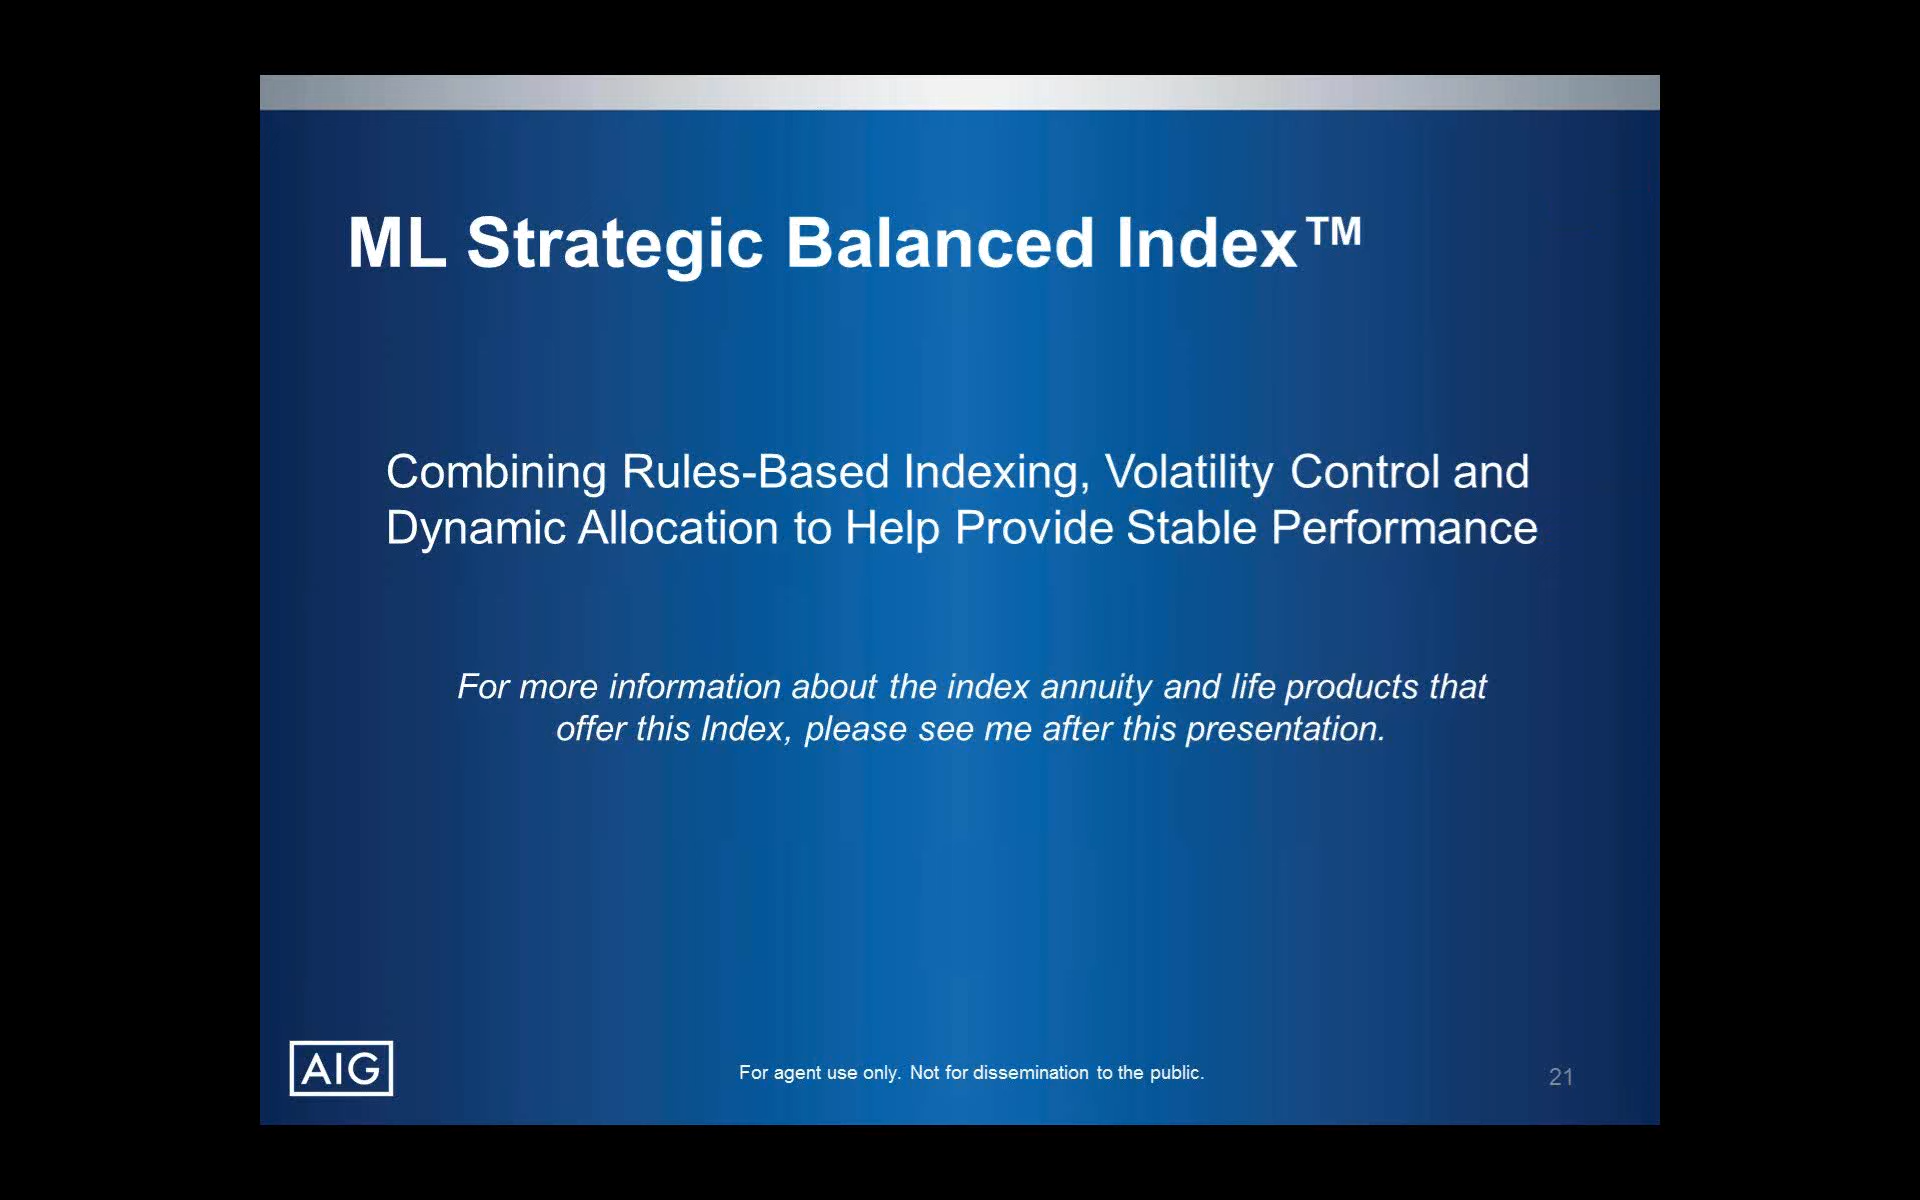 ML Strategic Balanced Index™
Combining Rules-Based Indexing, Volatility Control and
Dynamic Allocation to Help Provide Stable Performance
For more information about the index annuity and life products that
offer this Index, please see me after this presentation.
AIG
For agent use only. Not for dissemination to the public.
21